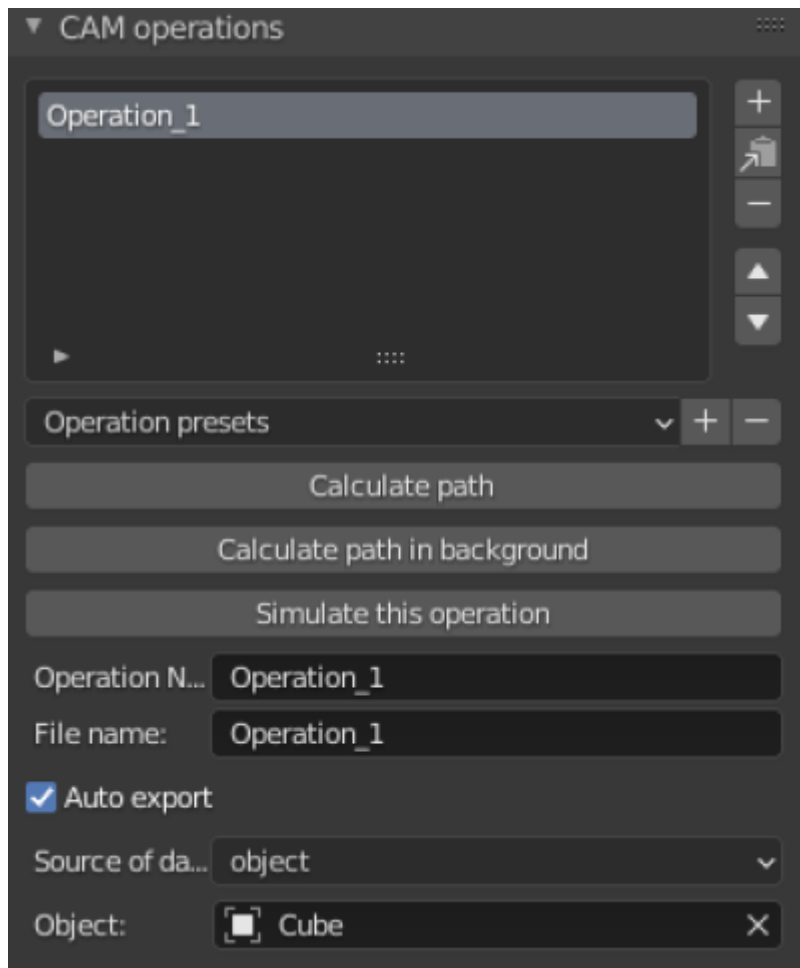 CAM operations
Operation_1
Operation presets
Calculate path
Calculate path in background
Simulate this operation
Operation N... Operation_1
File name: Operation_1
Auto export
Source of da... object
Object: Cube